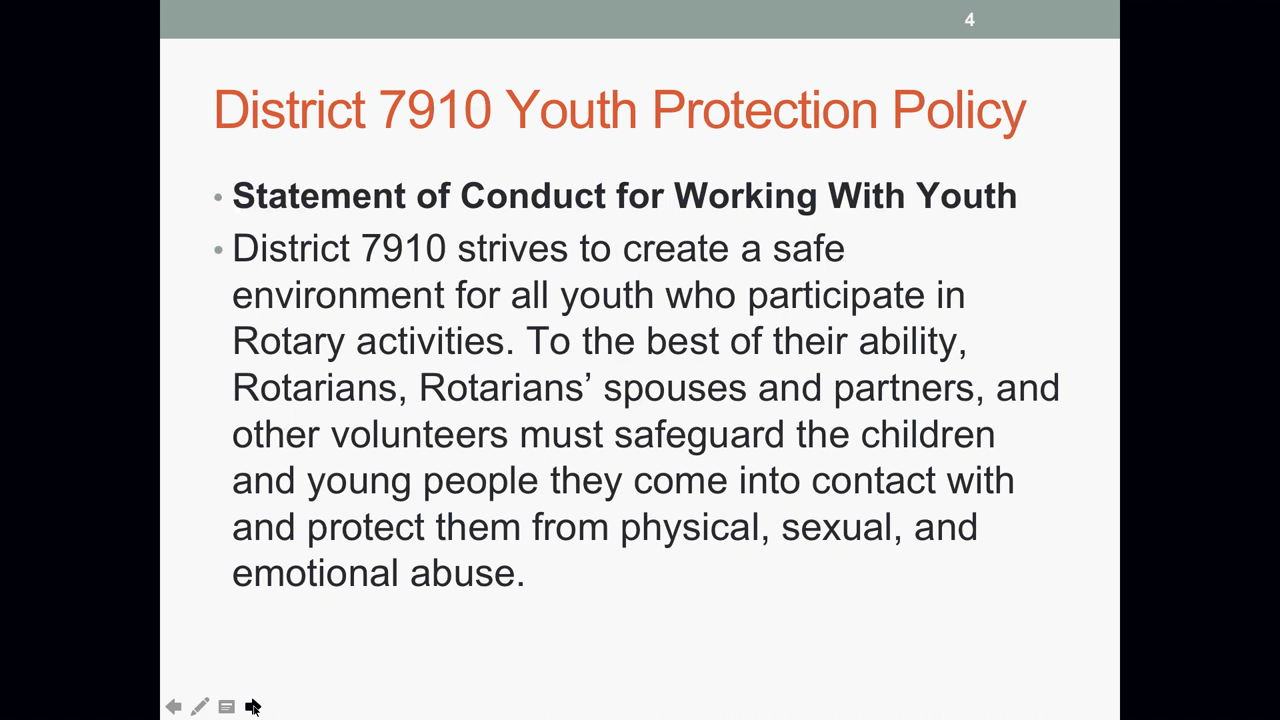 4
District 7910 Youth Protection Policy
• Statement of Conduct for Working With Youth
• District 7910 strives to create a safe
environment for all youth who participate in
Rotary activities. To the best of their ability,
Rotarians, Rotarians’ spouses and partners, and
other volunteers must safeguard the children
and young people they come into contact with
and protect them from physical, sexual, and
emotional abuse.